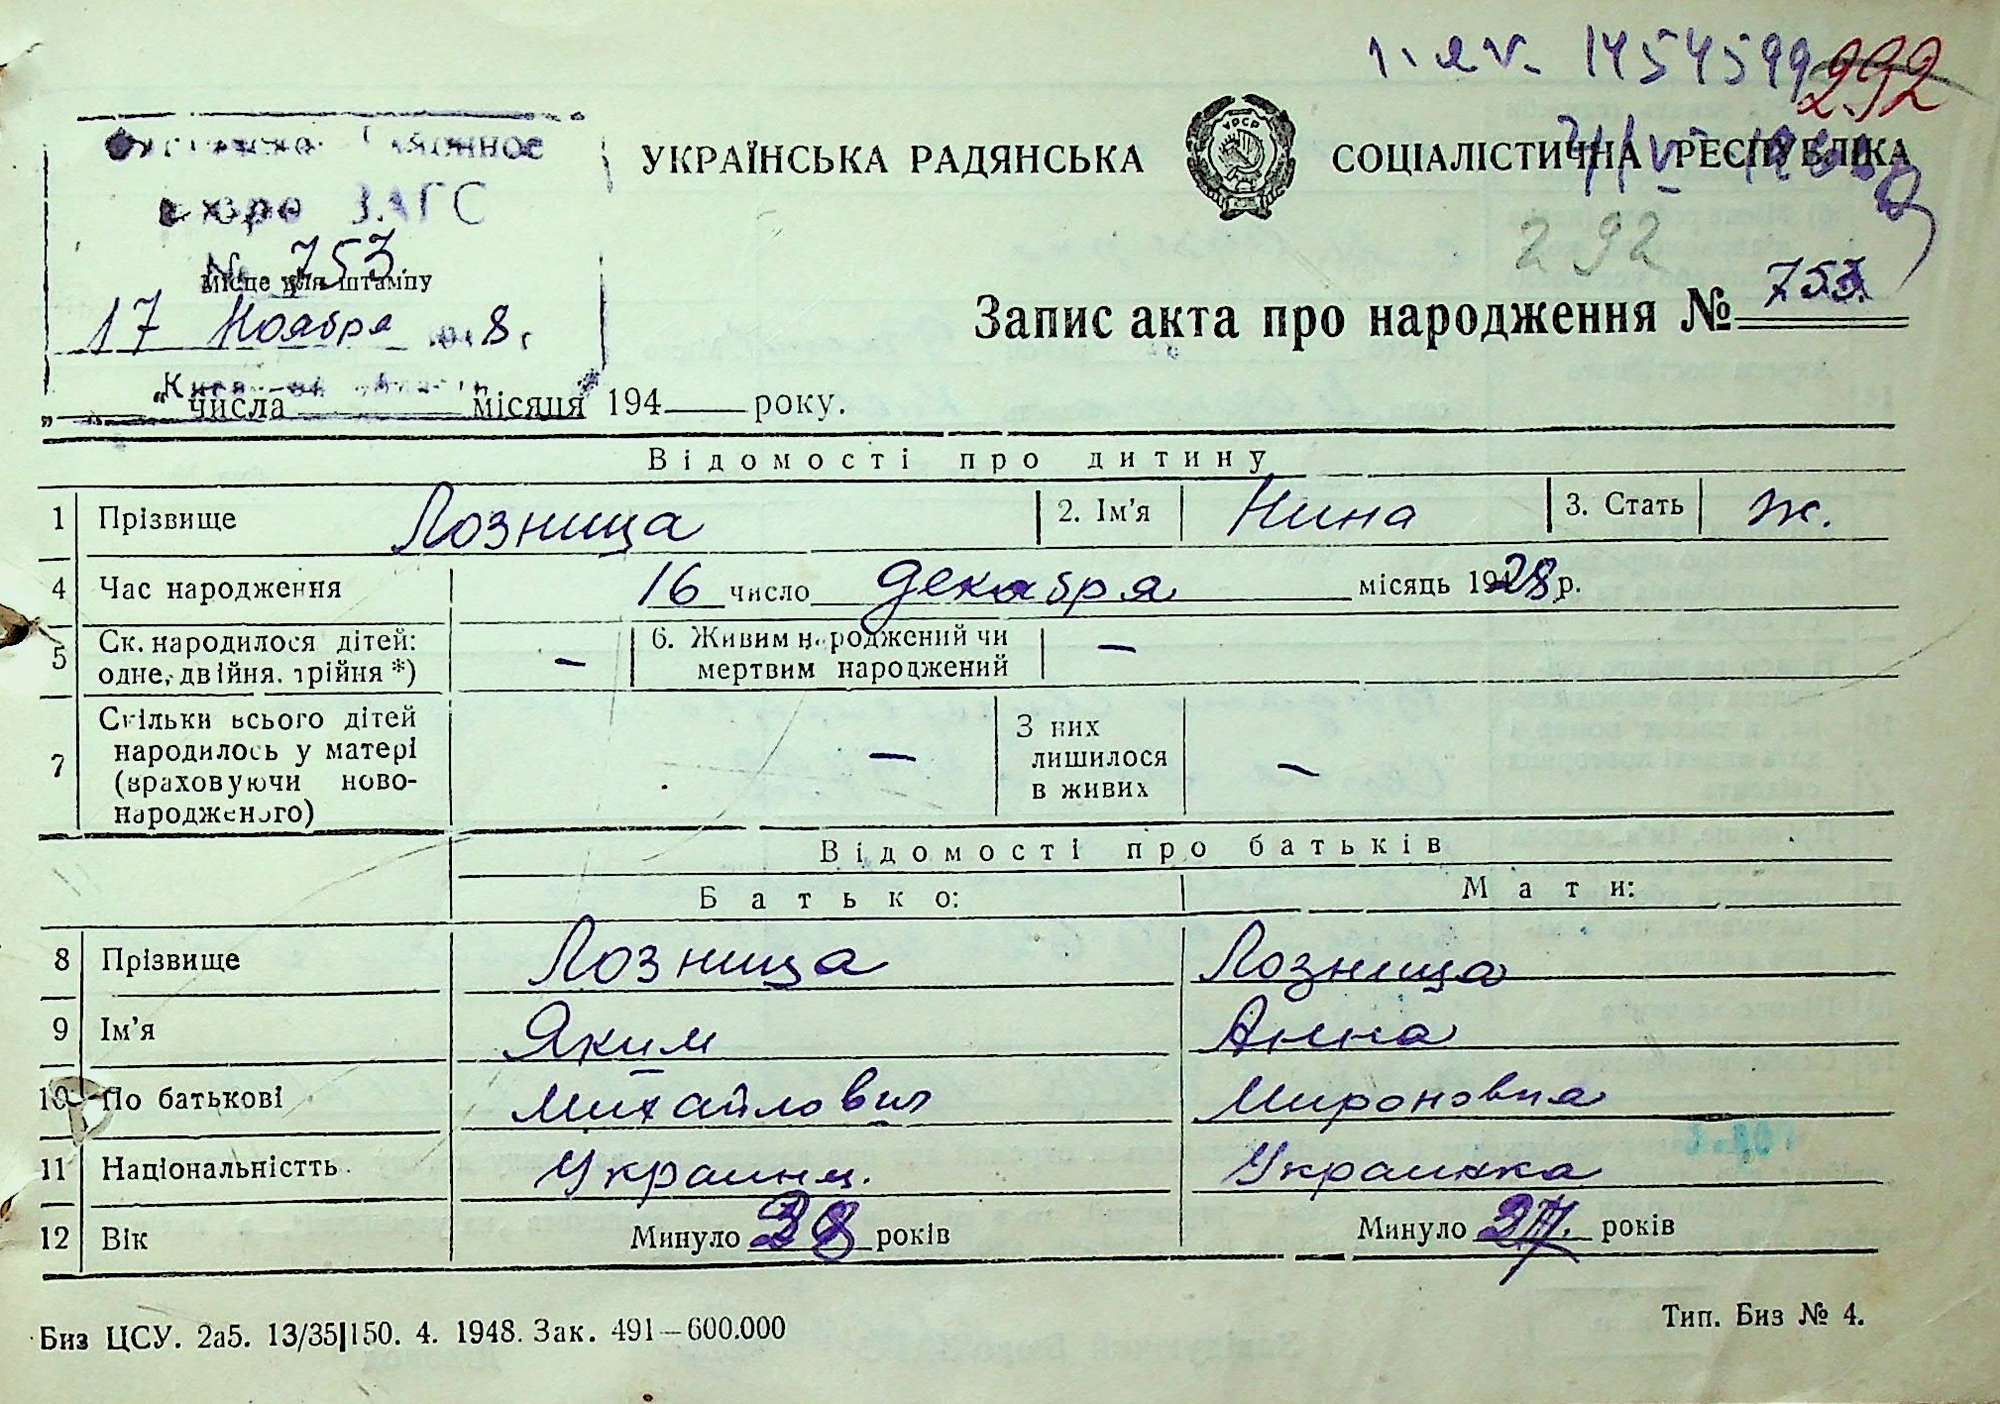 1454599 292
УКРАЇНСЬКА РАДЯНСЬКА УРСР СОЦІАЛІСТИЧНА РЕСПУБЛІКА
бюро ЗАГС
292
№ 753.
Місце для штампу
Запис акта про народження № 753.
17 Ноября 8 г
„ числа місяця 194 року.
Відомості про дитину
1 Прізвище Лозница 2. Ім'я Нина 3. Стать ж.
4 Час народження 16 число декабря місяць 1928 р.
5 Ск. народилося дітей: одне, двійня, трійня *) — 6. Живим народжений чи мертвим народжений —
7 Скільки всього дітей народилось у матері (враховуючи ново-народженого) — З них лишилося в живих —
Відомості про батьків
Батько: Мати:
8 Прізвище Лозница Лозница
9 Ім'я Яким Анна
10 По батькові Михайлович Мироновна
11 Національністть Украинец. Украинка
12 Вік Минуло 38 років Минуло років
Биз ЦСУ. 2а5. 13/35|150. 4. 1948. Зак. 491—600.000
Тип. Биз № 4.